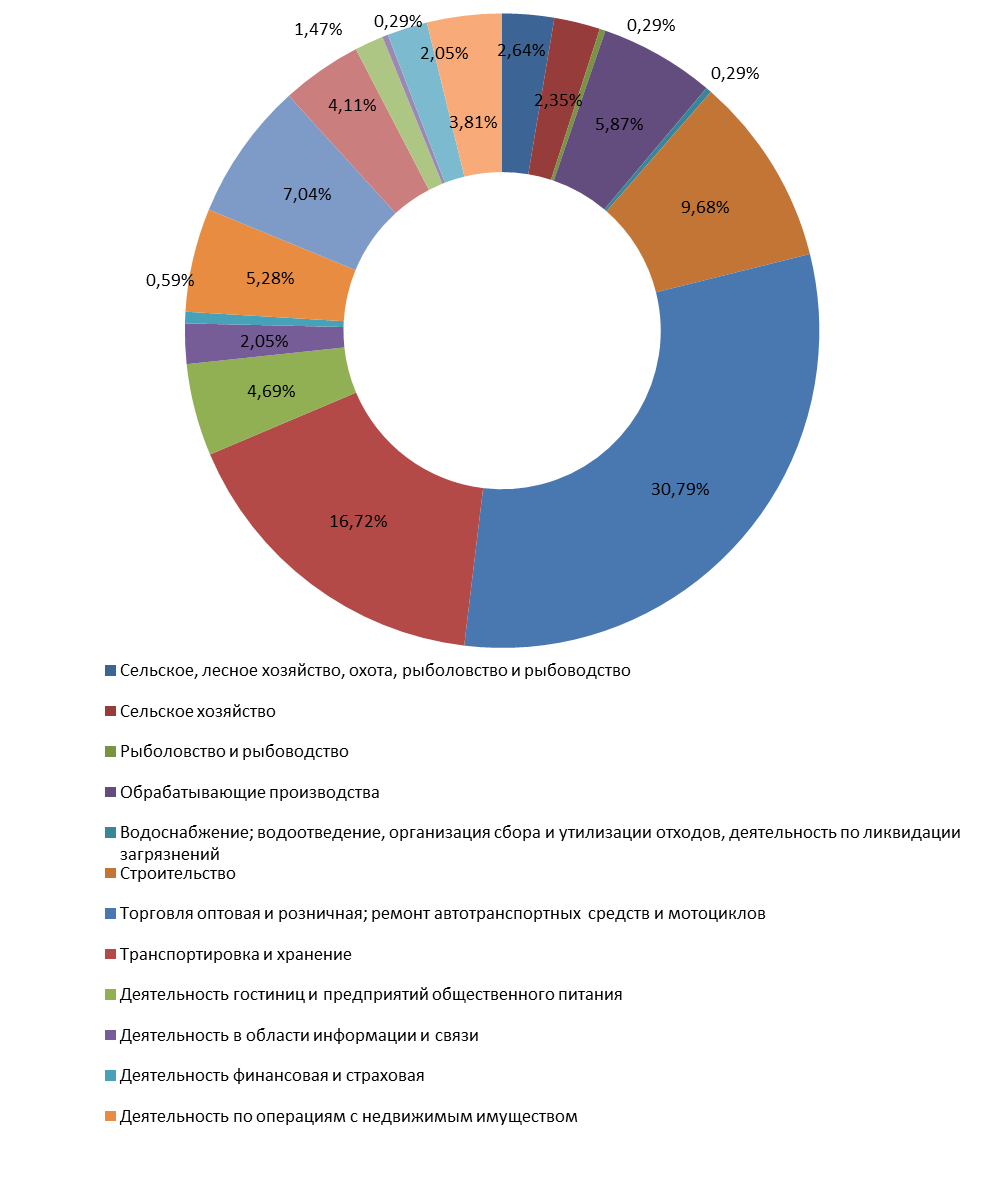 1,47%
0,29%
0,29%
2,05%
2,64%
0,29%
4,11%
2,35%
3,81%
5,87%
7,04%
9,68%
0,59%
5,28%
2,05%
4,69%
30,79%
16,72%
Сельское, лесное хозяйство, охота, рыболовство и рыбоводство
Сельское хозяйство
Рыболовство и рыбоводство
Обрабатывающие производства
Водоснабжение; водоотведение, организация сбора и утилизации отходов, деятельность по ликвидации
загрязнений
Строительство
Торговля оптовая и розничная; ремонт автотранспортных средств и мотоциклов
Транспортировка и хранение
Деятельность гостиниц и предприятий общественного питания
Деятельность в области информации и связи
Деятельность финансовая и страховая
Деятельность по операциям с недвижимым имуществом